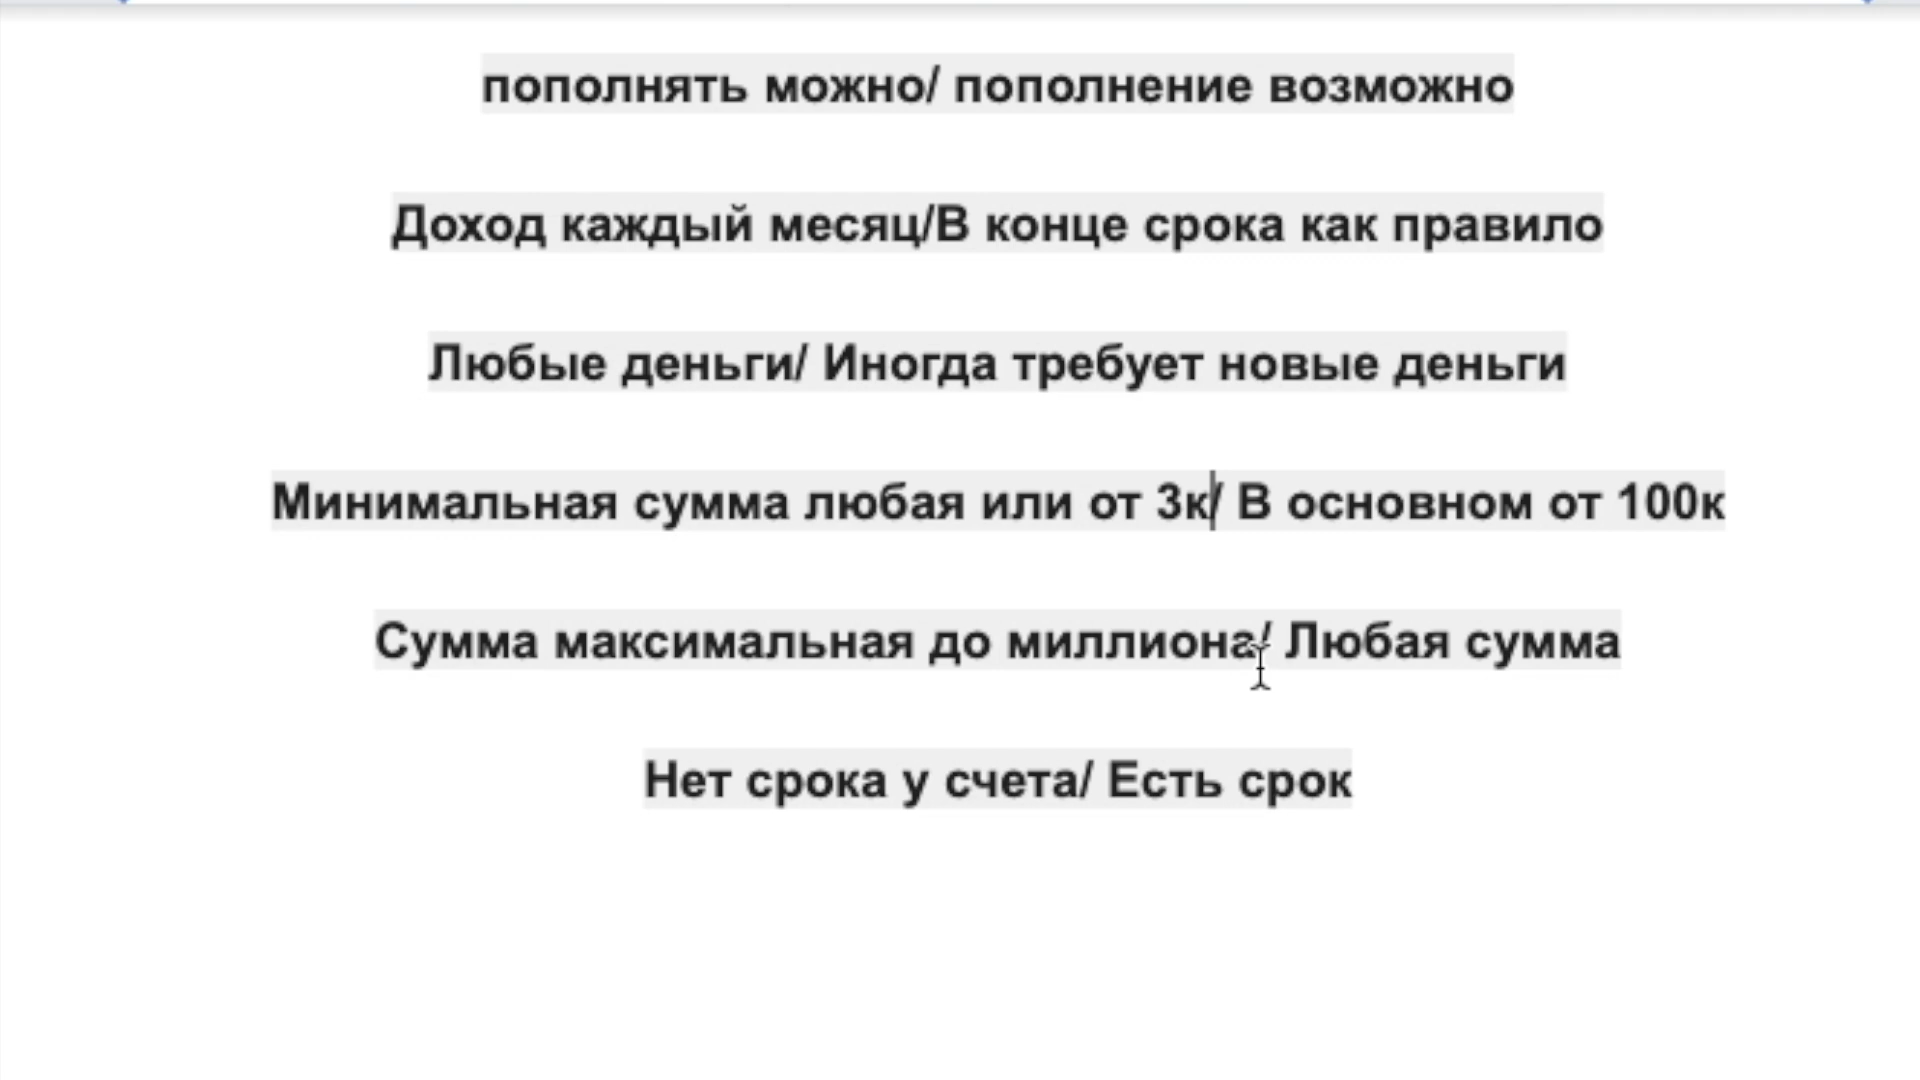 пополнять можно/ пополнение возможно
Доход каждый месяц/В конце срока как правило
Любые деньги/ Иногда требует новые деньги
Минимальная сумма любая или от 3к/ В основном от 100к
Сумма максимальная до миллиона/ Любая сумма
Нет срока у счета/ Есть срок